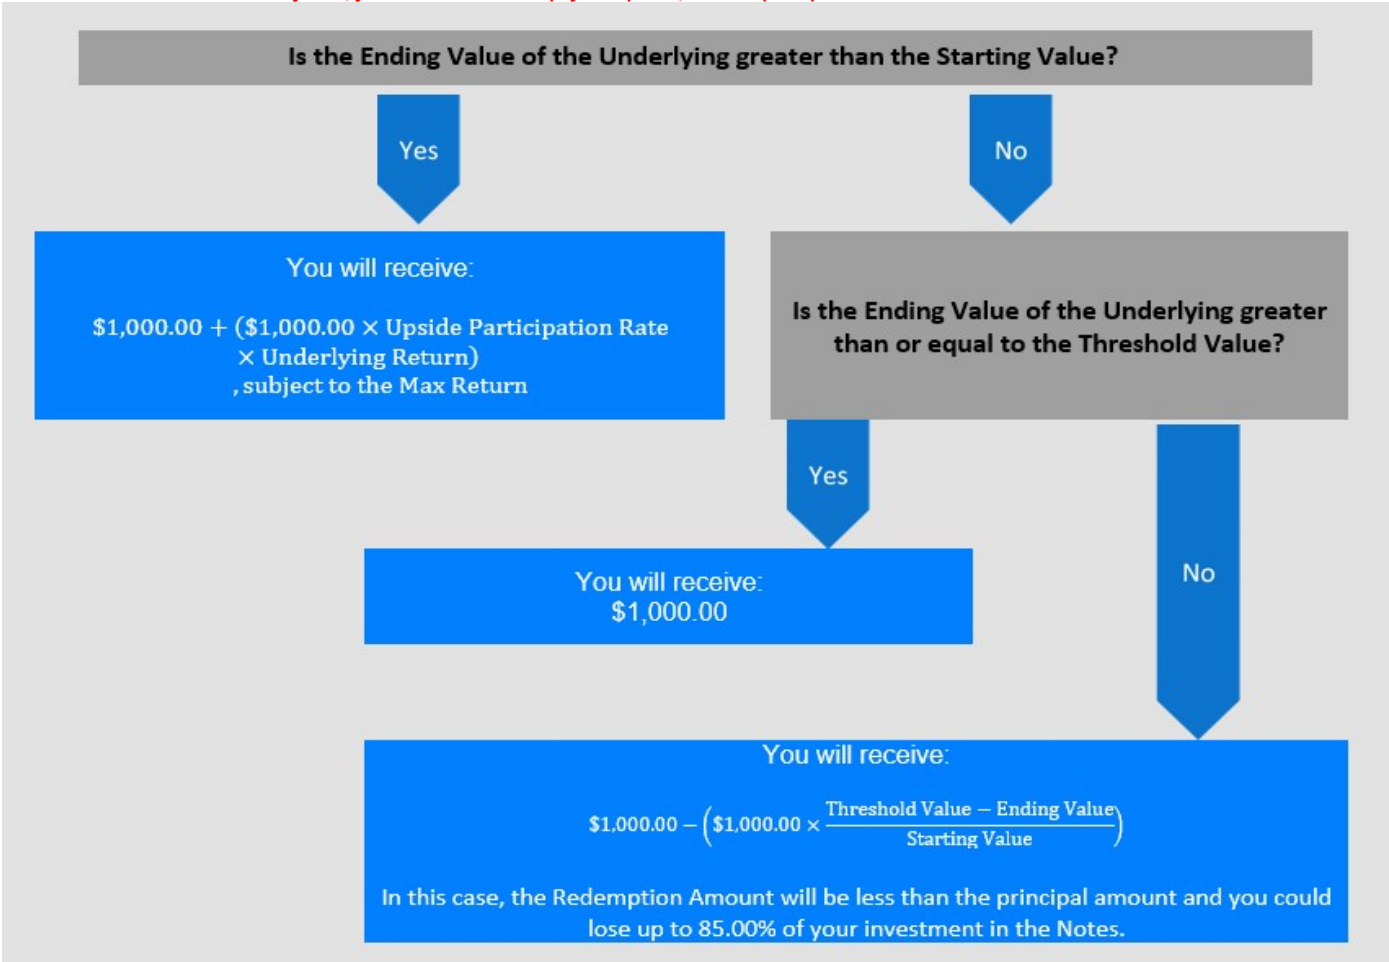 Is the Ending Value of the Underlying greater than the Starting Value?
Yes
No
You will receive:
$1,000.00 + ($1,000.00 × Upside Participation Rate
× Underlying Return)
, subject to the Max Return
Is the Ending Value of the Underlying greater
than or equal to the Threshold Value?
Yes
No
You will receive:
$1,000.00
You will receive:
$1,000.00 − ($1,000.00 × (Threshold Value − Ending Value) / Starting Value)
In this case, the Redemption Amount will be less than the principal amount and you could
lose up to 85.00% of your investment in the Notes.